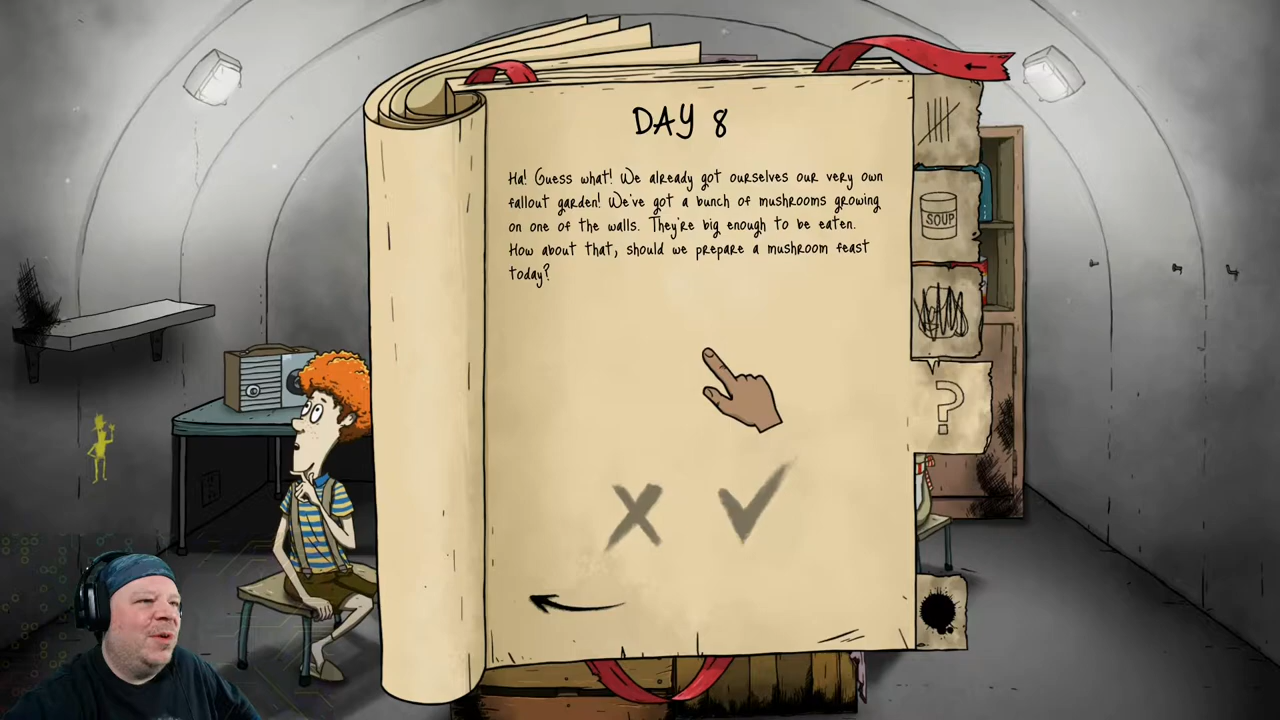 DAY 8
Ha! Guess what! We already got ourselves our very own
fallout garden! We've got a bunch of mushrooms growing
on one of the walls. They're big enough to be eaten.
How about that, should we prepare a mushroom feast
today?
SOUP
?